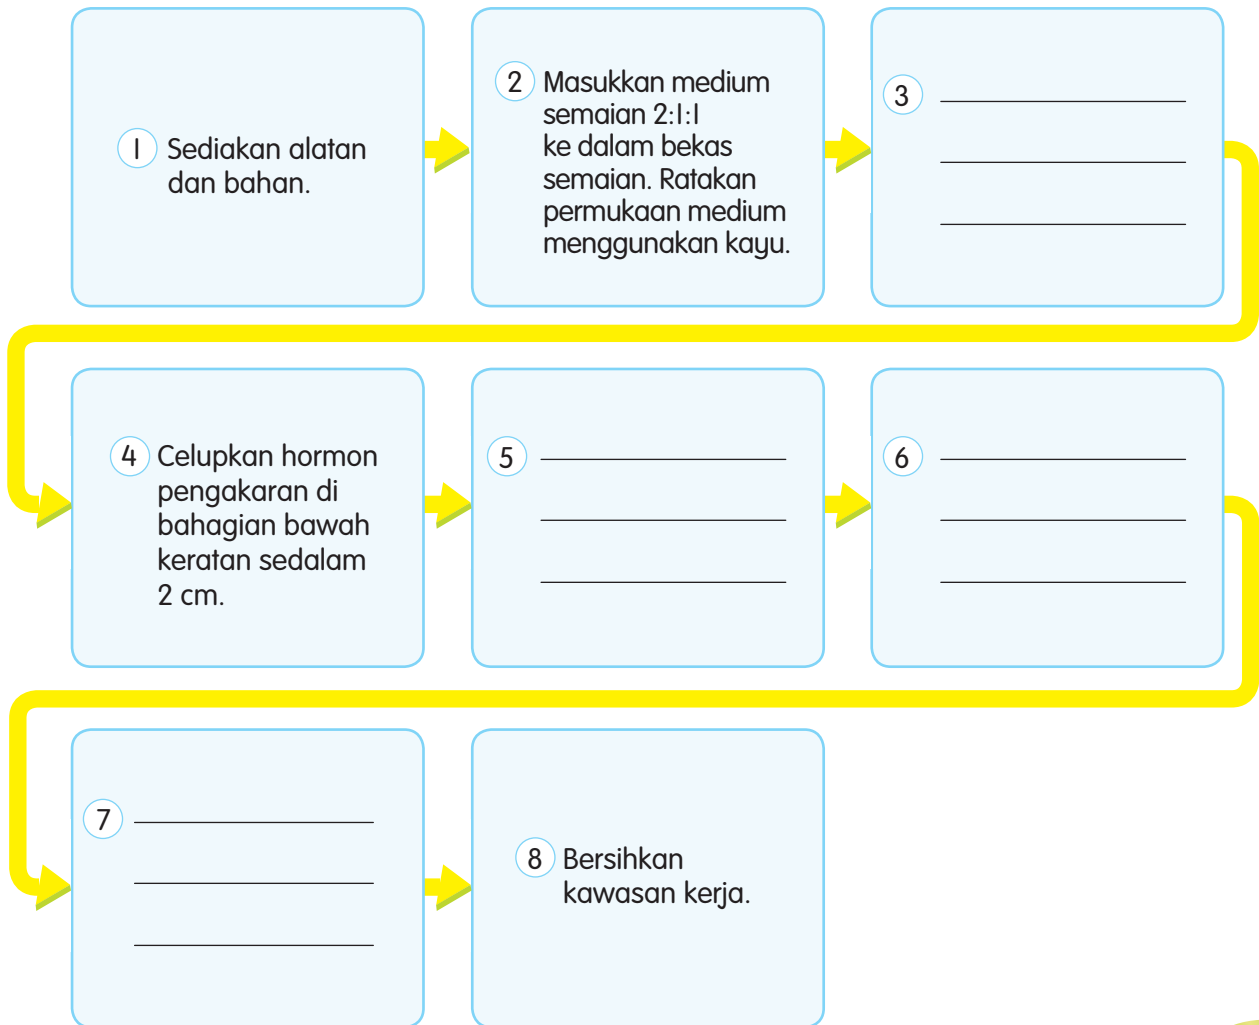 1 Sediakan alatan
dan bahan.
2 Masukkan medium
semaian 2:1:1
ke dalam bekas
semaian. Ratakan
permukaan medium
menggunakan kayu.
3
4 Celupkan hormon
pengakaran di
bahagian bawah
keratan sedalam
2 cm.
5
6
7
8 Bersihkan
kawasan kerja.